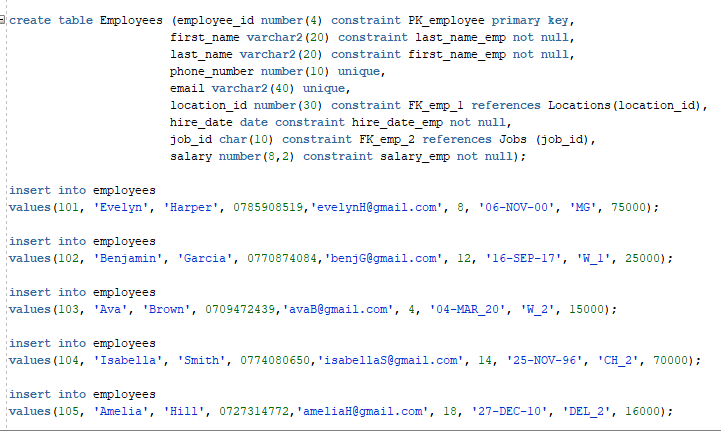 create table Employees (employee_id number(4) constraint PK_employee primary key,
first_name varchar2(20) constraint last_name_emp not null,
last_name varchar2(20) constraint first_name_emp not null,
phone_number number(10) unique,
email varchar2(40) unique,
location_id number(30) constraint FK_emp_1 references Locations(location_id),
hire_date date constraint hire_date_emp not null,
job_id char(10) constraint FK_emp_2 references Jobs (job_id),
salary number(8,2) constraint salary_emp not null);
insert into employees
values(101, 'Evelyn', 'Harper', 0785908519,'evelynH@gmail.com', 8, '06-NOV-00', 'MG', 75000);
insert into employees
values(102, 'Benjamin', 'Garcia', 0770874084,'benjG@gmail.com', 12, '16-SEP-17', 'W_1', 25000);
insert into employees
values(103, 'Ava', 'Brown', 0709472439,'avaB@gmail.com', 4, '04-MAR_20', 'W_2', 15000);
insert into employees
values(104, 'Isabella', 'Smith', 0774080650,'isabellaS@gmail.com', 14, '25-NOV-96', 'CH_2', 70000);
insert into employees
values(105, 'Amelia', 'Hill', 0727314772,'ameliaH@gmail.com', 18, '27-DEC-10', 'DEL_2', 16000);